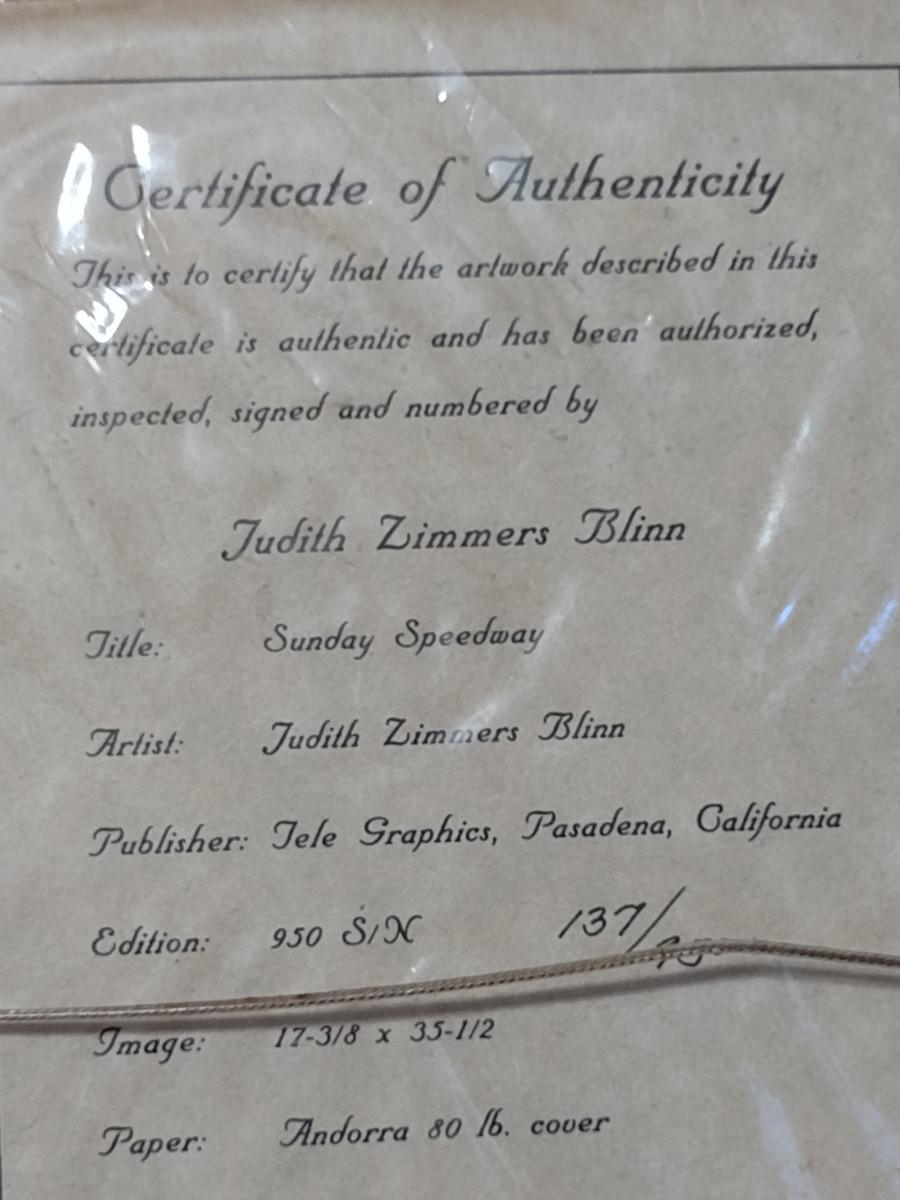 Certificate of Authenticity
This is to certify that the artwork described in this
certificate is authentic and has been authorized,
inspected, signed and numbered by
Judith Zimmers Blinn
Title: Sunday Speedway
Artist: Judith Zimmers Blinn
Publisher: Tele Graphics, Pasadena, California
Edition: 950 S/N 137/
Image: 17-3/8 x 35-1/2
Paper: Andorra 80 lb. cover